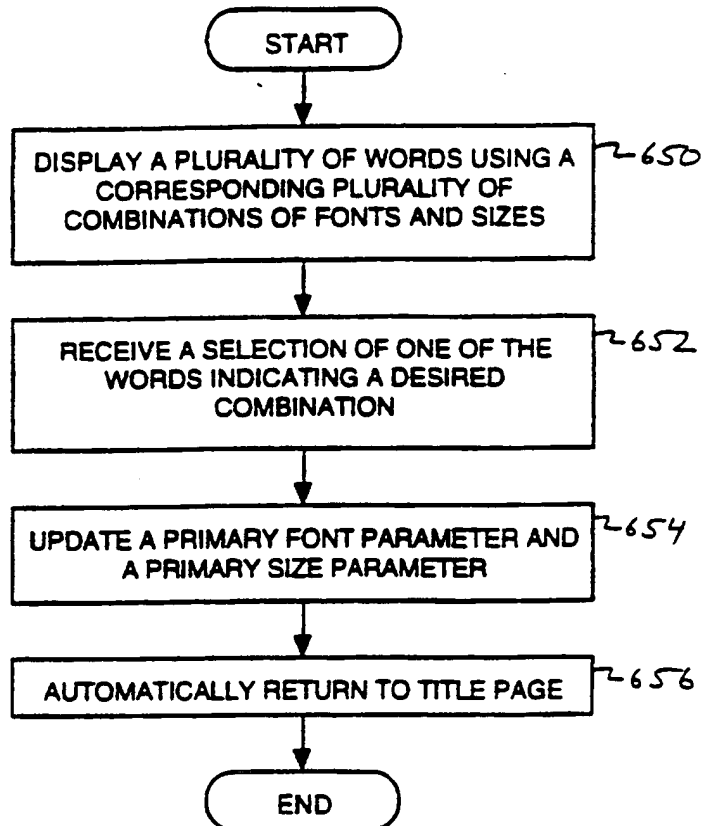 START
DISPLAY A PLURALITY OF WORDS USING A
CORRESPONDING PLURALITY OF
COMBINATIONS OF FONTS AND SIZES
650
RECEIVE A SELECTION OF ONE OF THE
WORDS INDICATING A DESIRED
COMBINATION
652
UPDATE A PRIMARY FONT PARAMETER AND
A PRIMARY SIZE PARAMETER
654
AUTOMATICALLY RETURN TO TITLE PAGE
656
END